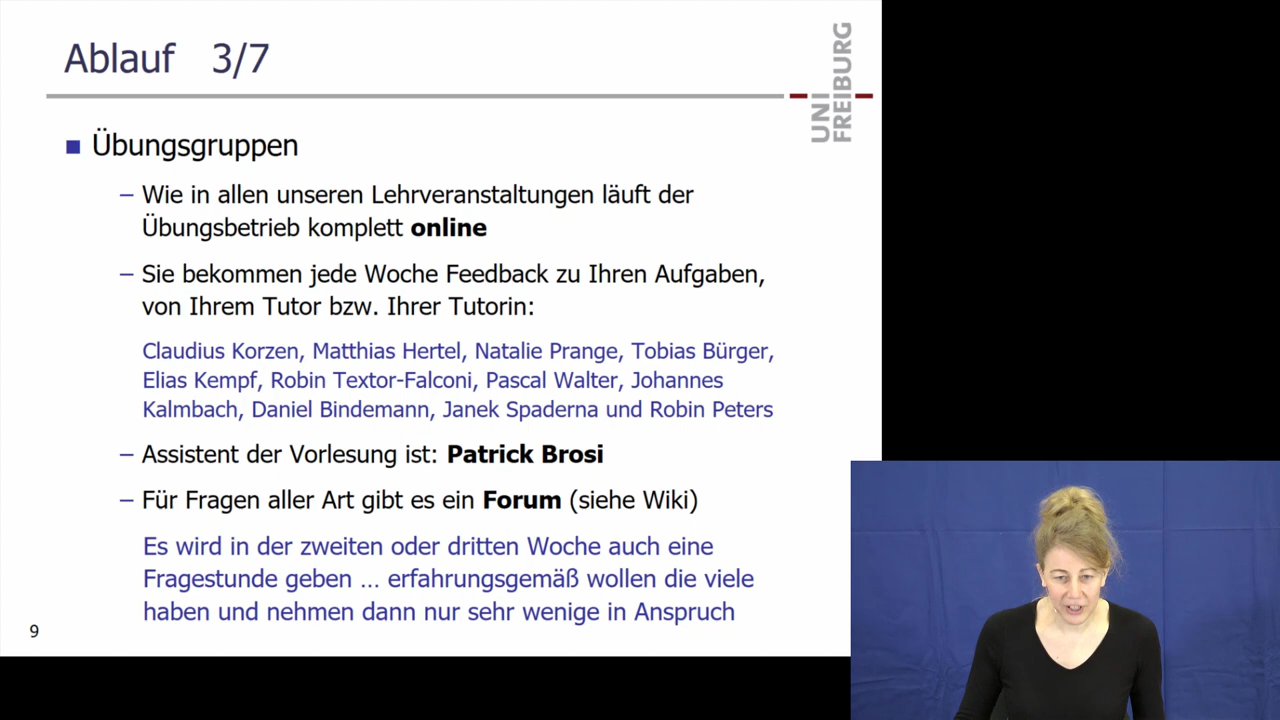 Ablauf 3/7
UNI
FREIBURG
Übungsgruppen
– Wie in allen unseren Lehrveranstaltungen läuft der
Übungsbetrieb komplett online
– Sie bekommen jede Woche Feedback zu Ihren Aufgaben,
von Ihrem Tutor bzw. Ihrer Tutorin:
Claudius Korzen, Matthias Hertel, Natalie Prange, Tobias Bürger,
Elias Kempf, Robin Textor-Falconi, Pascal Walter, Johannes
Kalmbach, Daniel Bindemann, Janek Spaderna und Robin Peters
– Assistent der Vorlesung ist: Patrick Brosi
– Für Fragen aller Art gibt es ein Forum (siehe Wiki)
Es wird in der zweiten oder dritten Woche auch eine
Fragestunde geben … erfahrungsgemäß wollen die viele
haben und nehmen dann nur sehr wenige in Anspruch
9